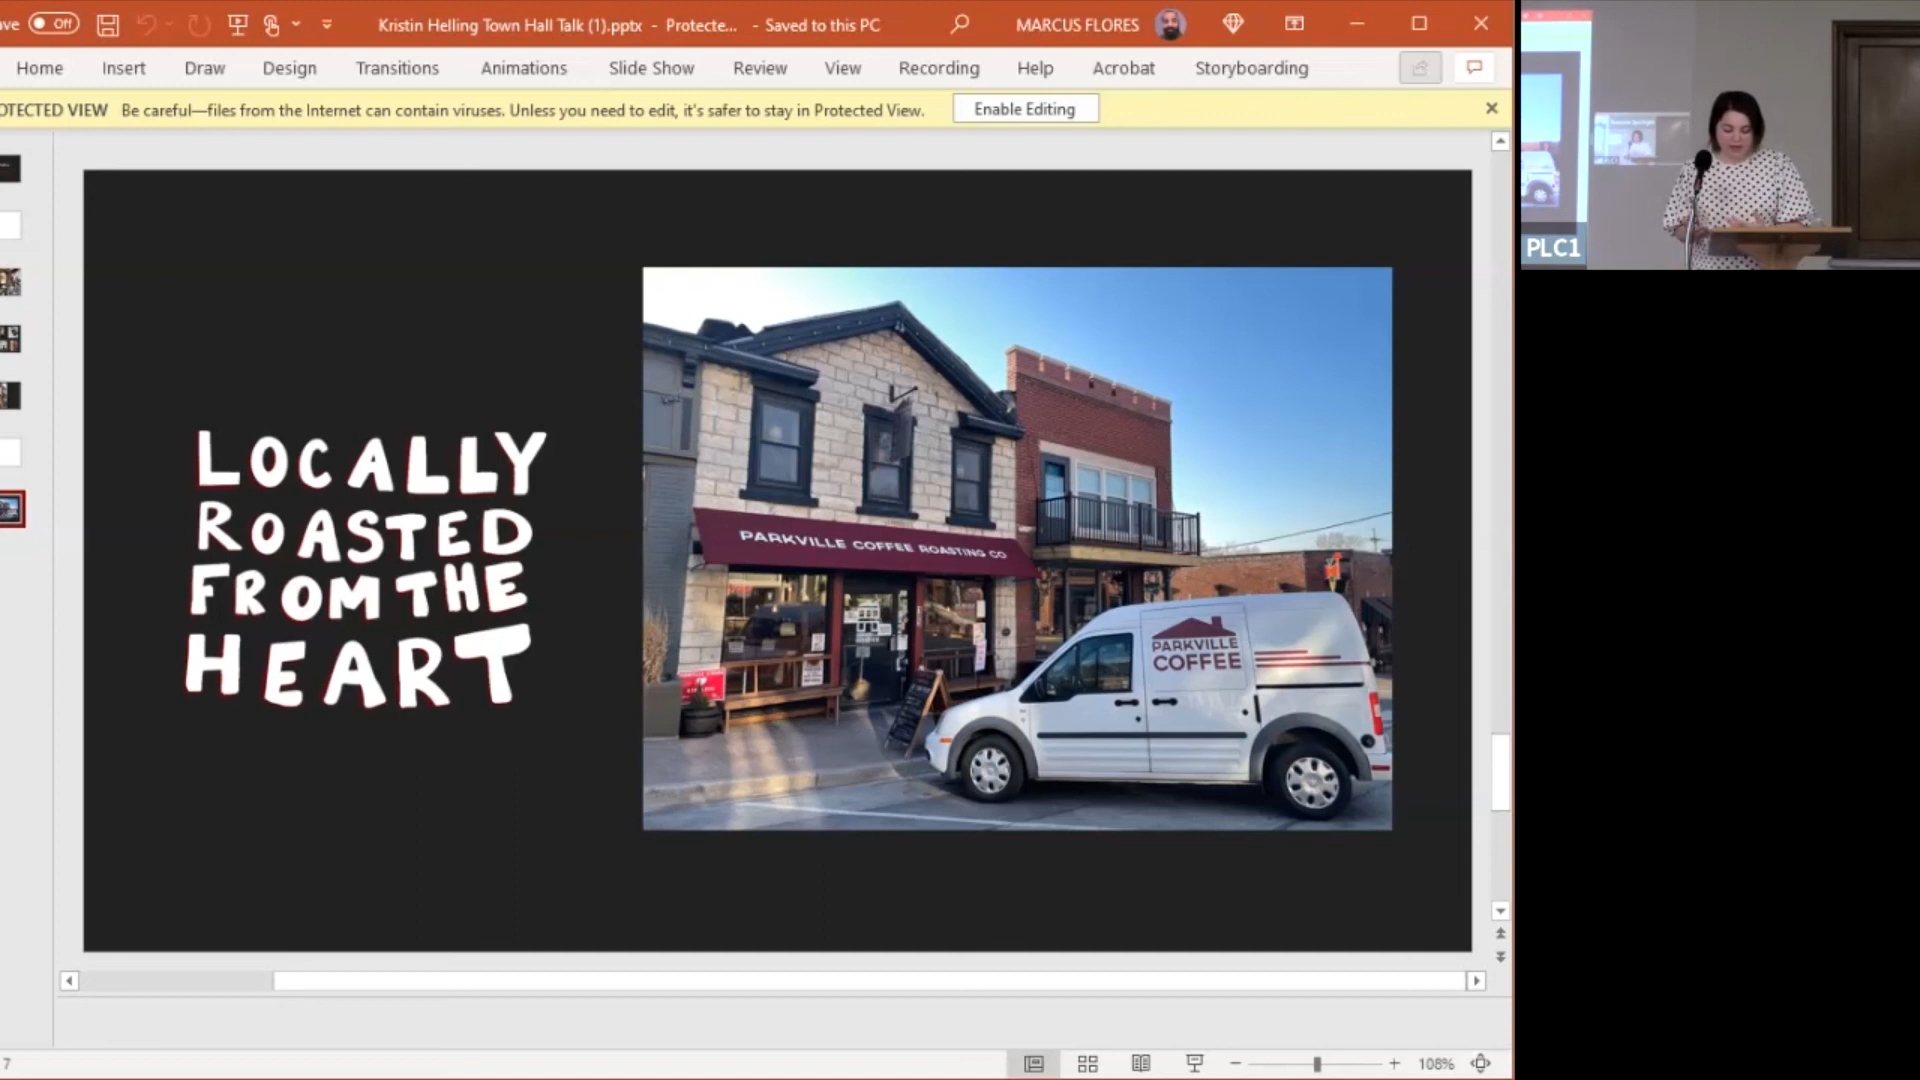 ve Off Kristin Helling Town Hall Talk (1).pptx - Protecte... - Saved to this PC MARCUS FLORES
Home Insert Draw Design Transitions Animations Slide Show Review View Recording Help Acrobat Storyboarding
OTECTED VIEW Be careful—files from the Internet can contain viruses. Unless you need to edit, it's safer to stay in Protected View. Enable Editing
LOCALLY
ROASTED
FROM THE
HEART
PARKVILLE COFFEE ROASTING CO
PARKVILLE
COFFEE
PLC1
7 108%